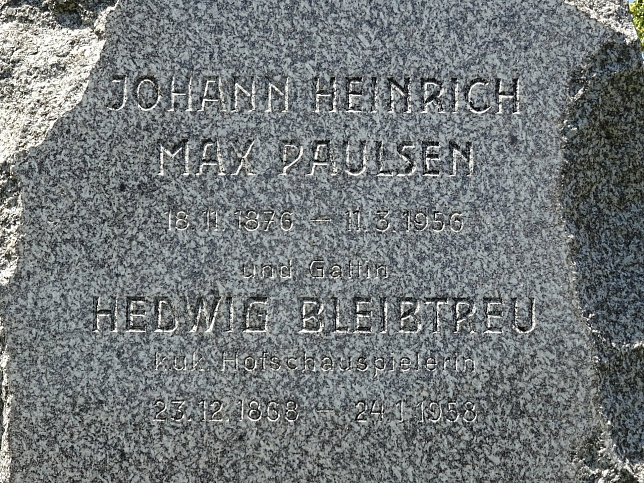 JOHANN HEINRICH
MAX PAULSEN
18.11.1876 – 11.3.1956
und Gattin
HEDWIG BLEIBTREU
kuk Hofschauspielerin
23.12.1868 – 24.1.1958